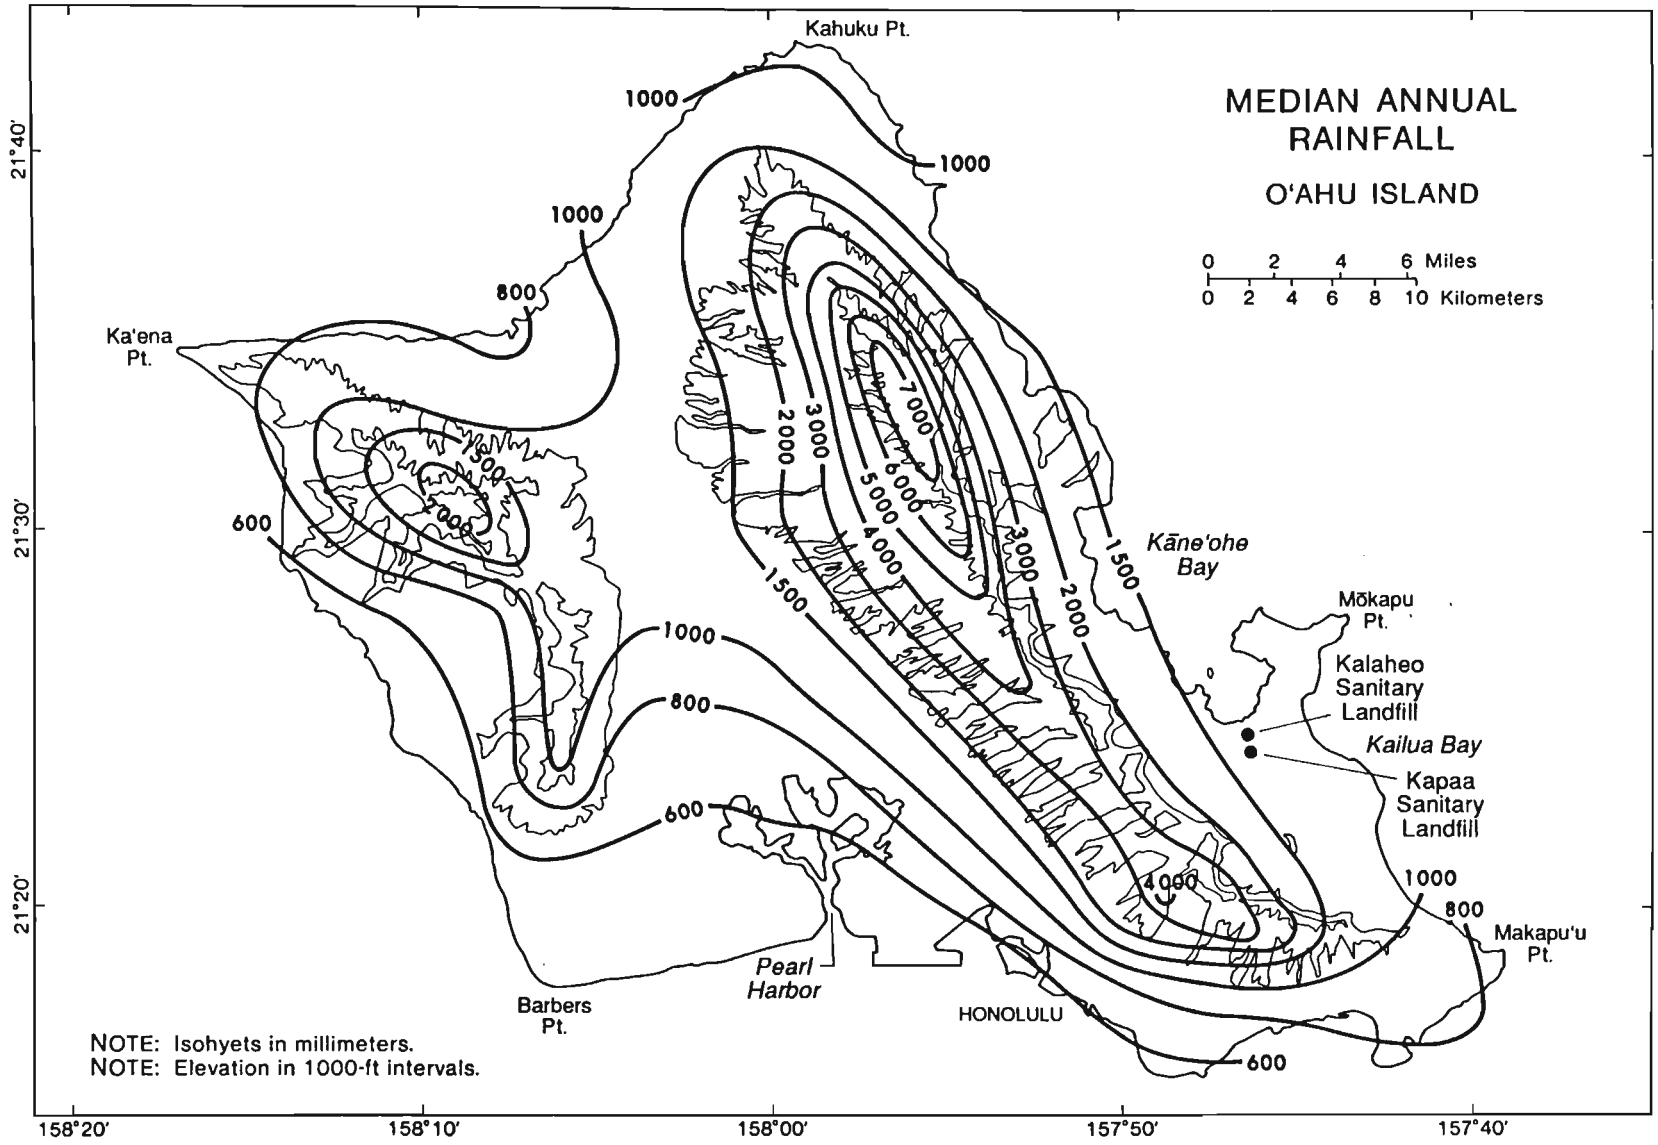 Kahuku Pt.
1000
MEDIAN ANNUAL
RAINFALL
O'AHU ISLAND
21°40'
1000
1000
0 2 4 6 Miles
0 2 4 6 8 10 Kilometers
800
Ka'ena
Pt.
7000
2000
3000
1500
2000
6000
5000
4000
3000
600
21°30'
Kāne'ohe
Bay
1500
1500
2000
Mōkapu
Pt.
1000
Kalaheo
Sanitary
Landfill
800
Kailua Bay
Kapaa
Sanitary
Landfill
600
4000
1000
800
21°20'
Makapu'u
Pt.
Pearl
Harbor
Barbers
Pt.
HONOLULU
600
NOTE: Isohyets in millimeters.
NOTE: Elevation in 1000-ft intervals.
158°20' 158°10' 158°00' 157°50' 157°40'